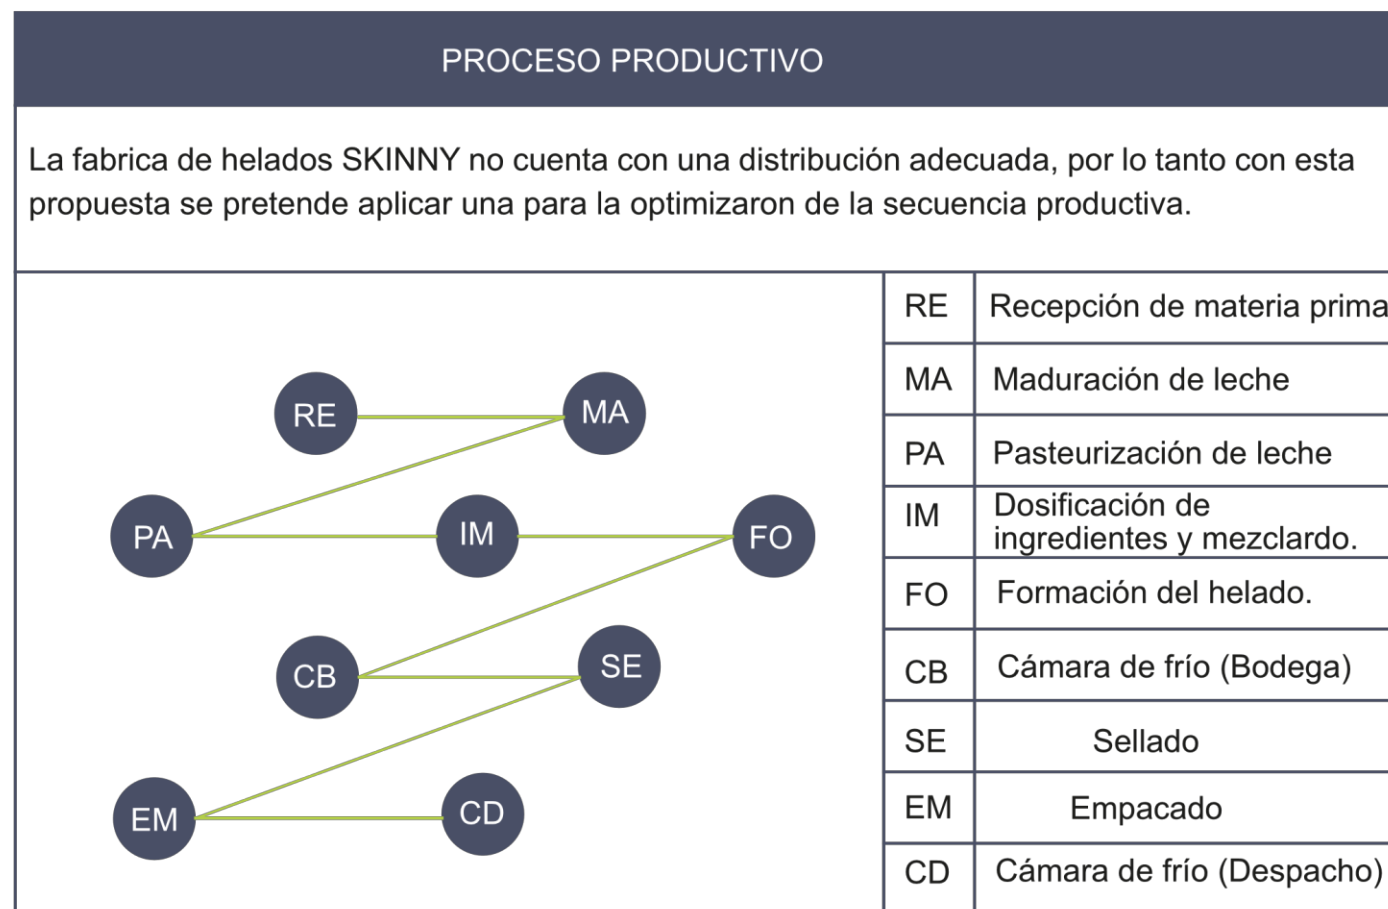 PROCESO PRODUCTIVO
La fabrica de helados SKINNY no cuenta con una distribución adecuada, por lo tanto con esta
propuesta se pretende aplicar una para la optimizaron de la secuencia productiva.
RE MA
PA IM FO
CB SE
EM CD
RE Recepción de materia prima
MA Maduración de leche
PA Pasteurización de leche
IM Dosificación de
ingredientes y mezclardo.
FO Formación del helado.
CB Cámara de frío (Bodega)
SE Sellado
EM Empacado
CD Cámara de frío (Despacho)